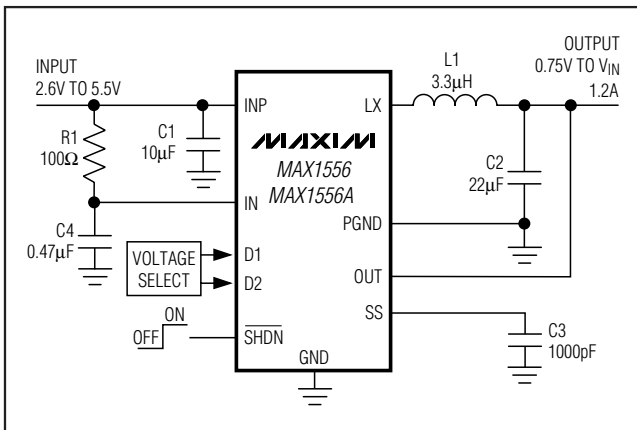 INPUT
2.6V TO 5.5V
R1
100Ω
C1
10µF
C4
0.47µF
VOLTAGE
SELECT
ON
OFF
INP
IN
D1
D2
SHDN
GND
MAXIM
MAX1556
MAX1556A
LX
PGND
OUT
SS
L1
3.3µH
OUTPUT
0.75V TO VIN
1.2A
C2
22µF
C3
1000pF